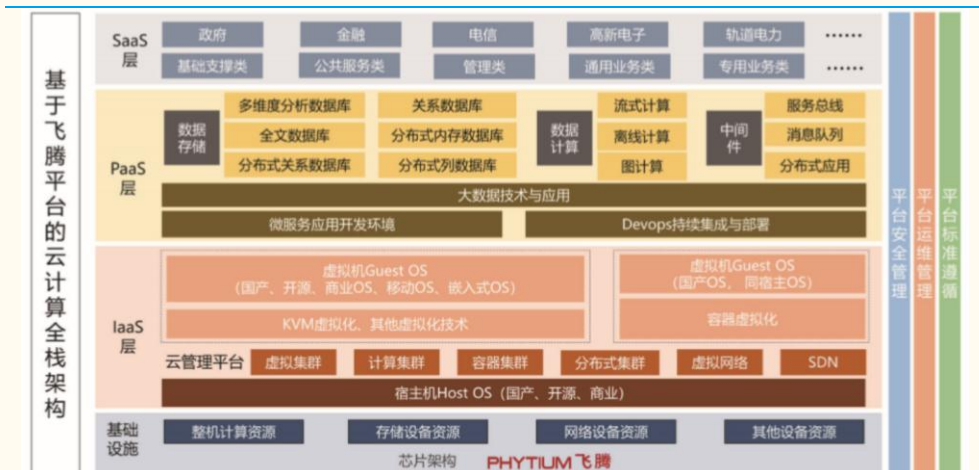 基于飞腾平台的云计算全栈架构
SaaS层
政府 金融 电信 高新电子 轨道电力 ……
基础支撑类 公共服务类 管理类 通用业务类 专用业务类 ……
PaaS层
数据存储
多维度分析数据库 关系数据库
全文数据库 分布式内存数据库
分布式关系数据库 分布式列数据库
数据计算
流式计算
离线计算
图计算
中间件
服务总线
消息队列
分布式应用
大数据技术与应用
微服务应用开发环境 Devops持续集成与部署
IaaS层
虚拟机Guest OS
(国产、开源、商业OS、移动OS、嵌入式OS)
KVM虚拟化、其他虚拟化技术
虚拟机Guest OS
(国产OS, 同宿主OS)
容器虚拟化
云管理平台 虚拟集群 计算集群 容器集群 分布式集群 虚拟网络 SDN
宿主机Host OS（国产、开源、商业）
基础设施
整机计算资源 存储设备资源 网络设备资源 其他设备资源
芯片架构 PHYTIUM飞腾
平台安全管理
平台运维管理
平台标准遵循